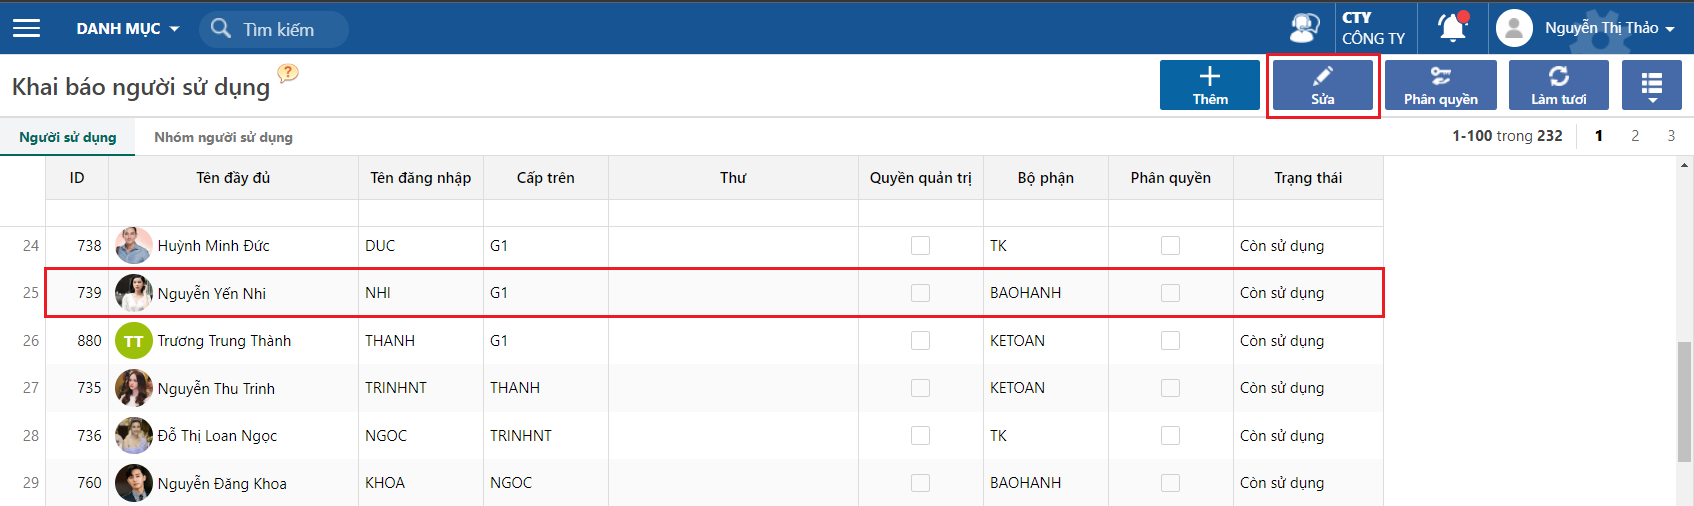 DANH MỤC Tìm kiếm CTY CÔNG TY Nguyễn Thị Thảo
Khai báo người sử dụng ? Thêm Sửa Phân quyền Làm tươi
Người sử dụng Nhóm người sử dụng 1-100 trong 232 1 2 3
ID Tên đầy đủ Tên đăng nhập Cấp trên Thư Quyền quản trị Bộ phận Phân quyền Trạng thái
24 738 Huỳnh Minh Đức DUC G1 TK Còn sử dụng
25 739 Nguyễn Yến Nhi NHI G1 BAOHANH Còn sử dụng
26 880 TT Trương Trung Thành THANH G1 KETOAN Còn sử dụng
27 735 Nguyễn Thu Trinh TRINHNT THANH KETOAN Còn sử dụng
28 736 Đỗ Thị Loan Ngọc NGOC TRINHNT TK Còn sử dụng
29 760 Nguyễn Đăng Khoa KHOA NGOC BAOHANH Còn sử dụng